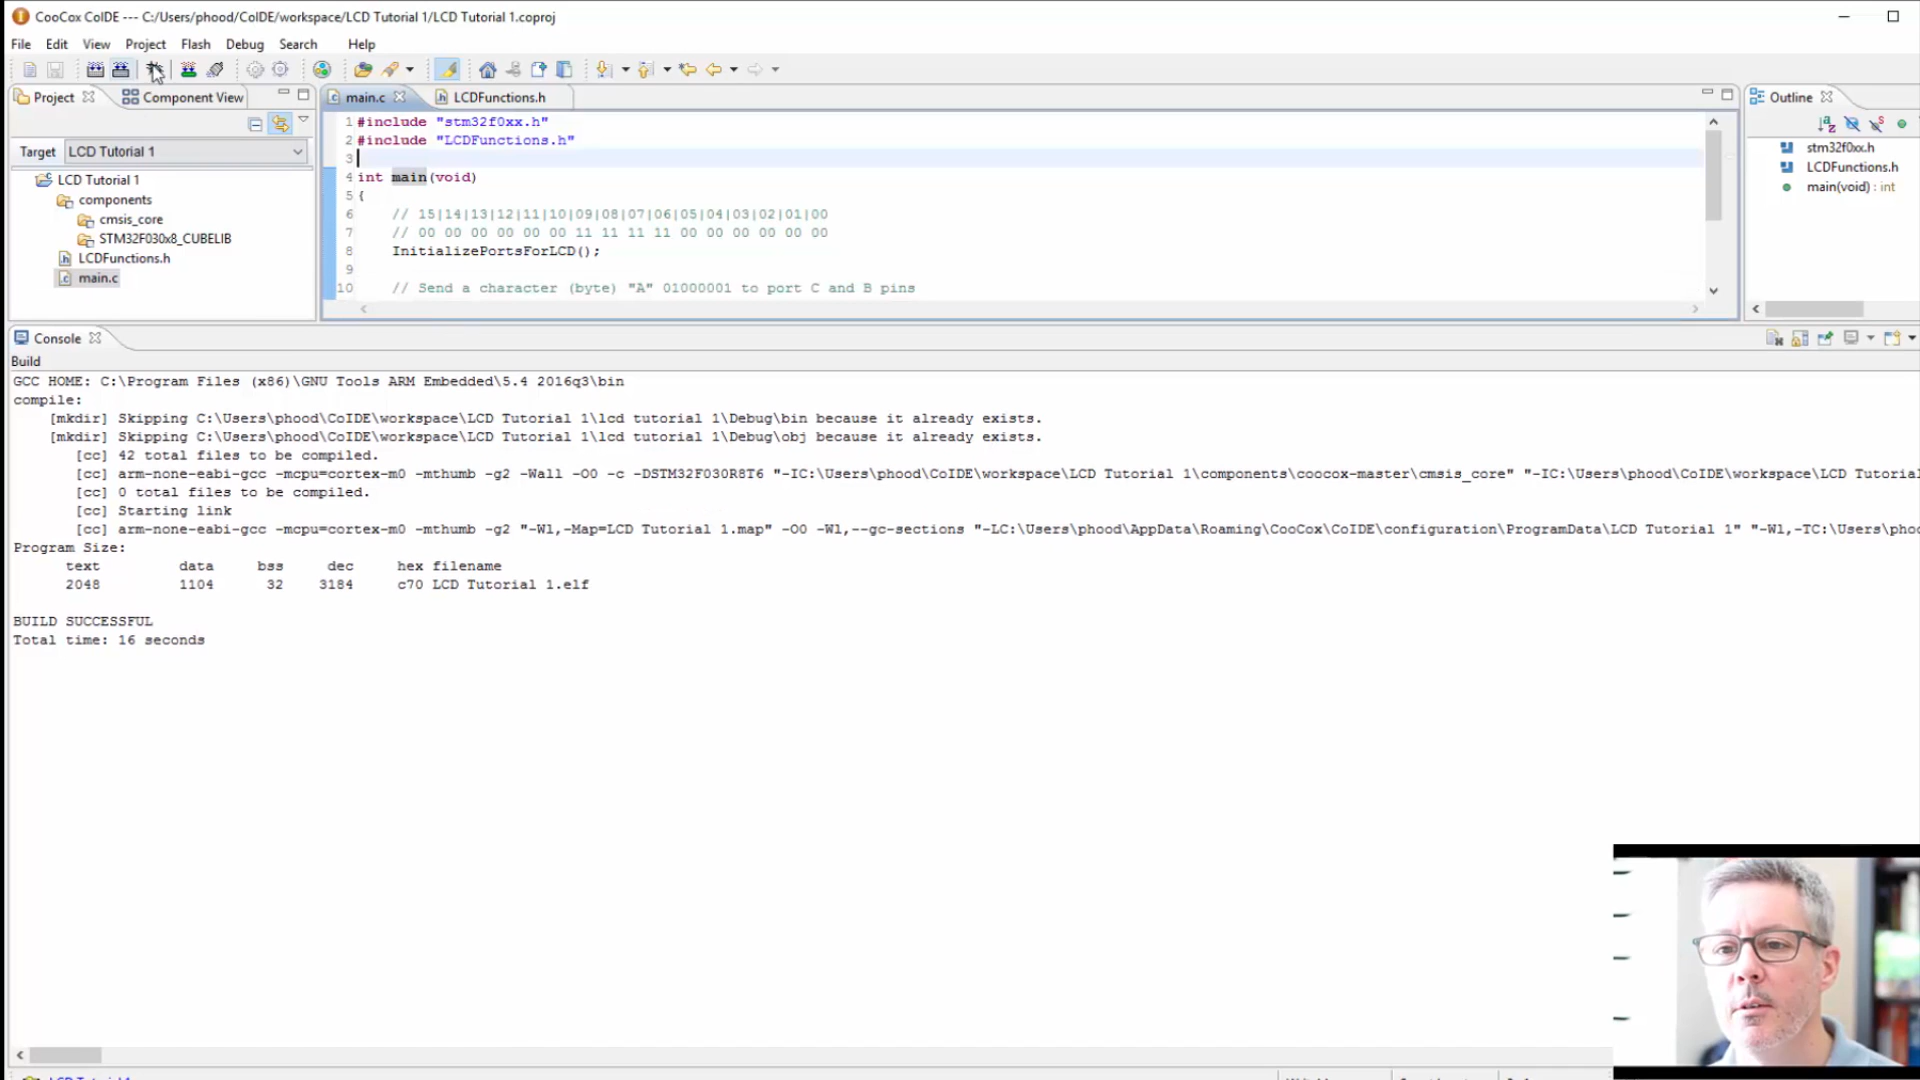 CooCox CoIDE --- C:/Users/phood/CoIDE/workspace/LCD Tutorial 1/LCD Tutorial 1.coproj
File Edit View Project Flash Debug Search Help
Project Component View
Target LCD Tutorial 1
LCD Tutorial 1
components
cmsis_core
STM32F030x8_CUBELIB
LCDFunctions.h
main.c
main.c LCDFunctions.h
1 #include "stm32f0xx.h"
2 #include "LCDFunctions.h"
3
4 int main(void)
5 {
6 // 15|14|13|12|11|10|09|08|07|06|05|04|03|02|01|00
7 // 00 00 00 00 00 00 11 11 11 11 00 00 00 00 00 00
8 InitializePortsForLCD();
9
10 // Send a character (byte) "A" 01000001 to port C and B pins
Outline
stm32f0xx.h
LCDFunctions.h
main(void) : int
Console
Build
GCC HOME: C:\Program Files (x86)\GNU Tools ARM Embedded\5.4 2016q3\bin
compile:
[mkdir] Skipping C:\Users\phood\CoIDE\workspace\LCD Tutorial 1\lcd tutorial 1\Debug\bin because it already exists.
[mkdir] Skipping C:\Users\phood\CoIDE\workspace\LCD Tutorial 1\lcd tutorial 1\Debug\obj because it already exists.
[cc] 42 total files to be compiled.
[cc] arm-none-eabi-gcc -mcpu=cortex-m0 -mthumb -g2 -Wall -O0 -c -DSTM32F030R8T6 "-IC:\Users\phood\CoIDE\workspace\LCD Tutorial 1\components\coocox-master\cmsis_core" "-IC:\Users\phood\CoIDE\workspace\LCD Tutorial
[cc] 0 total files to be compiled.
[cc] Starting link
[cc] arm-none-eabi-gcc -mcpu=cortex-m0 -mthumb -g2 "-Wl,-Map=LCD Tutorial 1.map" -O0 -Wl,--gc-sections "-LC:\Users\phood\AppData\Roaming\CooCox\CoIDE\configuration\ProgramData\LCD Tutorial 1" "-Wl,-TC:\Users\phoo
Program Size:
text data bss dec hex filename
2048 1104 32 3184 c70 LCD Tutorial 1.elf
BUILD SUCCESSFUL
Total time: 16 seconds